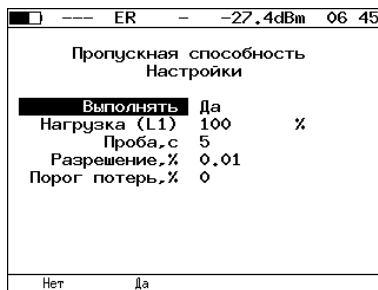 --- ER - -27.4dBm 06 45
Пропускная способность
Настройки
Выполнять Да
Нагрузка (L1) 100 %
Проба,с 5
Разрешение,% 0.01
Порог потерь,% 0
Нет Да